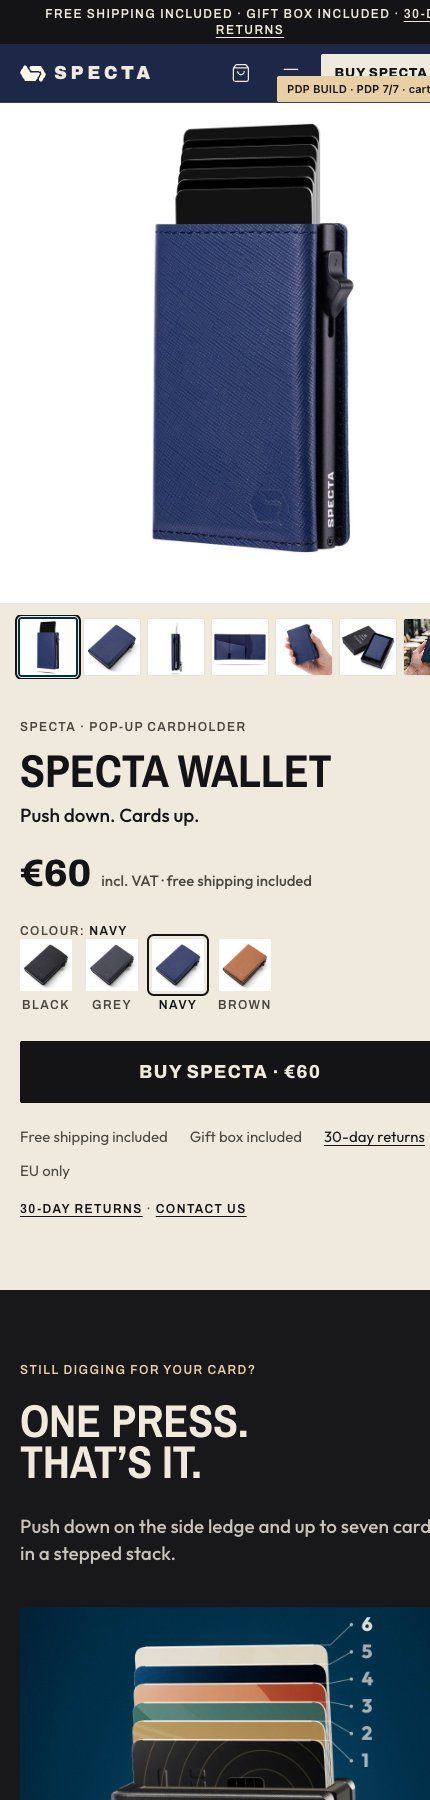 FREE SHIPPING INCLUDED · GIFT BOX INCLUDED · 30-D
RETURNS
SPECTA
BUY SPECTA
PDP BUILD · PDP 7/7 · cart
SPECTA
SPECTA · POP-UP CARDHOLDER
SPECTA WALLET
Push down. Cards up.
€60 incl. VAT · free shipping included
COLOUR: NAVY
BLACK GREY NAVY BROWN
BUY SPECTA · €60
Free shipping included Gift box included 30-day returns
EU only
30-DAY RETURNS · CONTACT US
STILL DIGGING FOR YOUR CARD?
ONE PRESS.
THAT’S IT.
Push down on the side ledge and up to seven card
in a stepped stack.
6
5
4
3
2
1